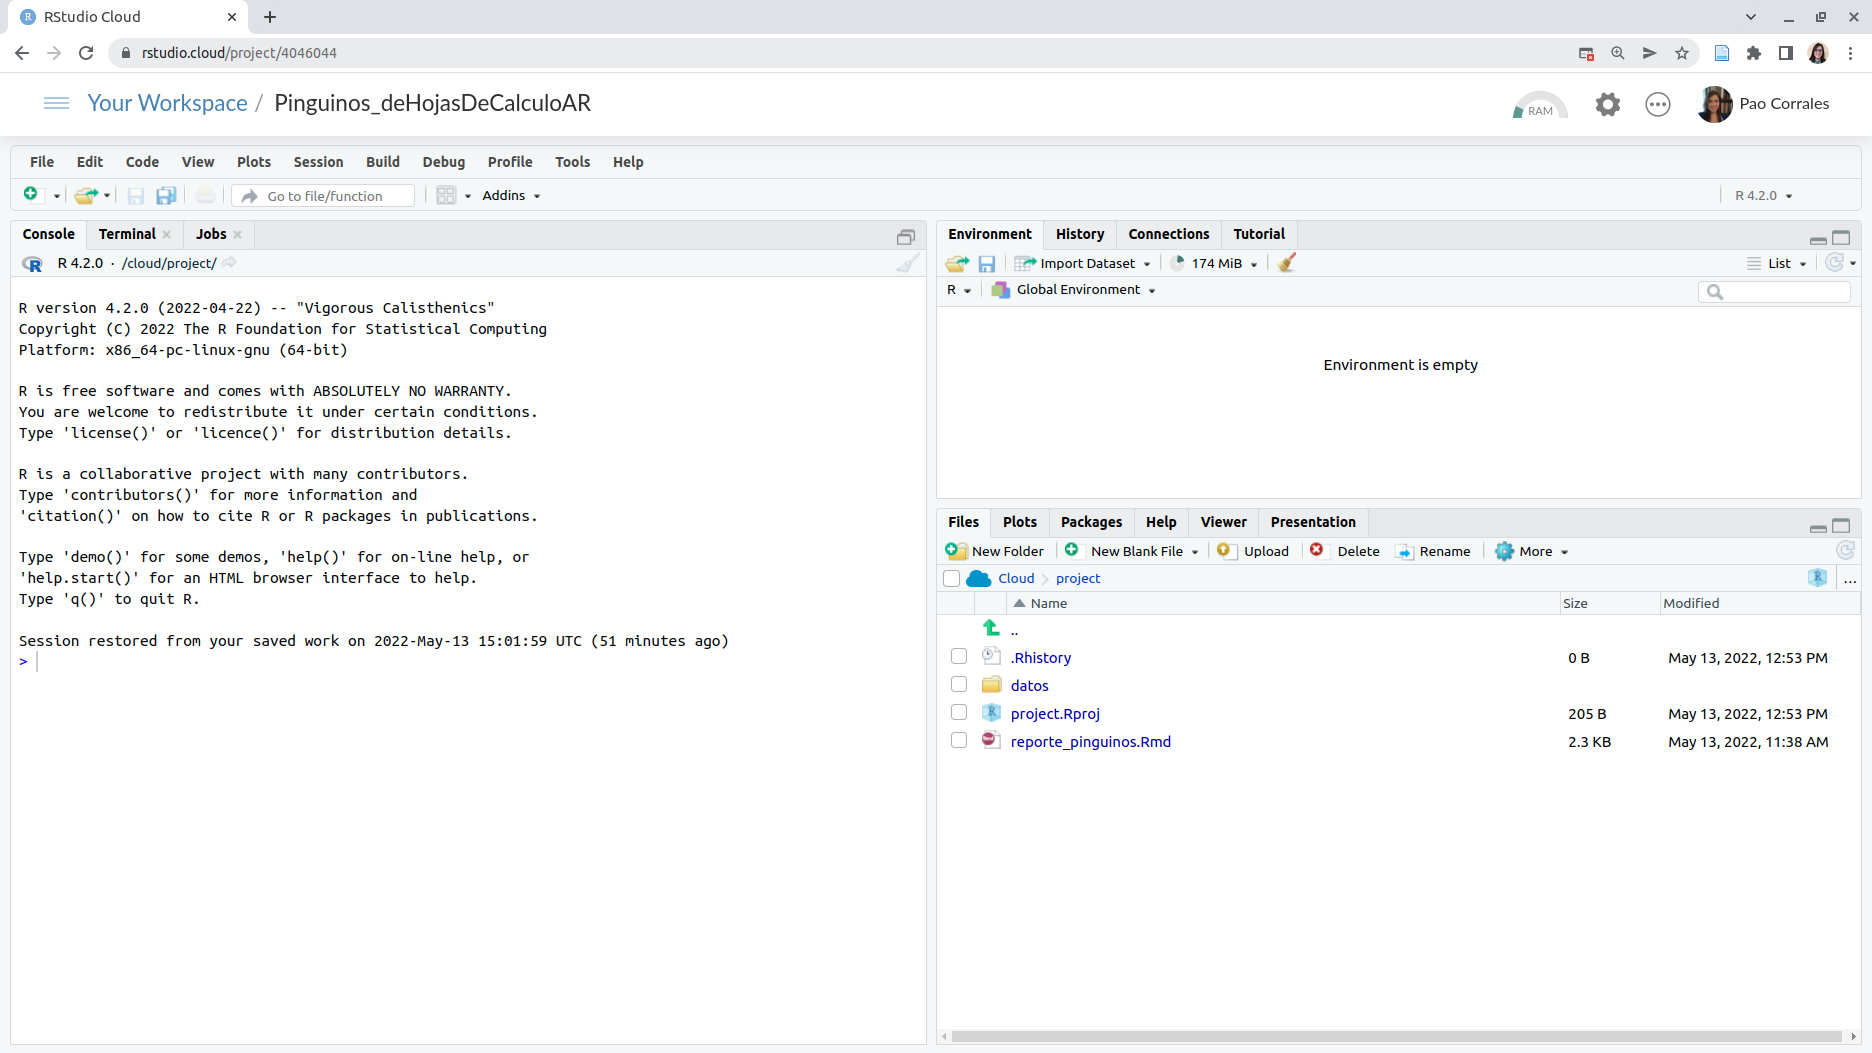 RStudio Cloud
rstudio.cloud/project/4046044
Your Workspace / Pinguinos_deHojasDeCalculoAR
RAM
Pao Corrales
File Edit Code View Plots Session Build Debug Profile Tools Help
Go to file/function
Addins
R 4.2.0
Console Terminal Jobs
R 4.2.0 · /cloud/project/
R version 4.2.0 (2022-04-22) -- "Vigorous Calisthenics"
Copyright (C) 2022 The R Foundation for Statistical Computing
Platform: x86_64-pc-linux-gnu (64-bit)
R is free software and comes with ABSOLUTELY NO WARRANTY.
You are welcome to redistribute it under certain conditions.
Type 'license()' or 'licence()' for distribution details.
R is a collaborative project with many contributors.
Type 'contributors()' for more information and
'citation()' on how to cite R or R packages in publications.
Type 'demo()' for some demos, 'help()' for on-line help, or
'help.start()' for an HTML browser interface to help.
Type 'q()' to quit R.
Session restored from your saved work on 2022-May-13 15:01:59 UTC (51 minutes ago)
>
Environment History Connections Tutorial
Import Dataset 174 MiB List
R Global Environment
Environment is empty
Files Plots Packages Help Viewer Presentation
New Folder New Blank File Upload Delete Rename More
Cloud project ...
Name Size Modified
..
.Rhistory 0 B May 13, 2022, 12:53 PM
datos
project.Rproj 205 B May 13, 2022, 12:53 PM
reporte_pinguinos.Rmd 2.3 KB May 13, 2022, 11:38 AM